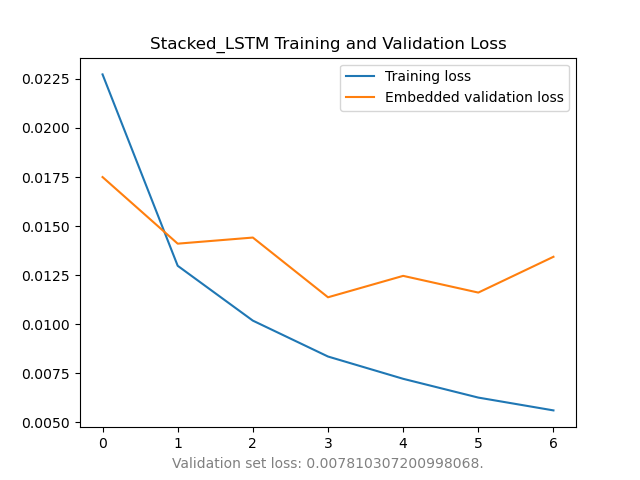 Stacked_LSTM Training and Validation Loss
Training loss
Embedded validation loss
0.0225
0.0200
0.0175
0.0150
0.0125
0.0100
0.0075
0.0050
0 1 2 3 4 5 6
Validation set loss: 0.007810307200998068.